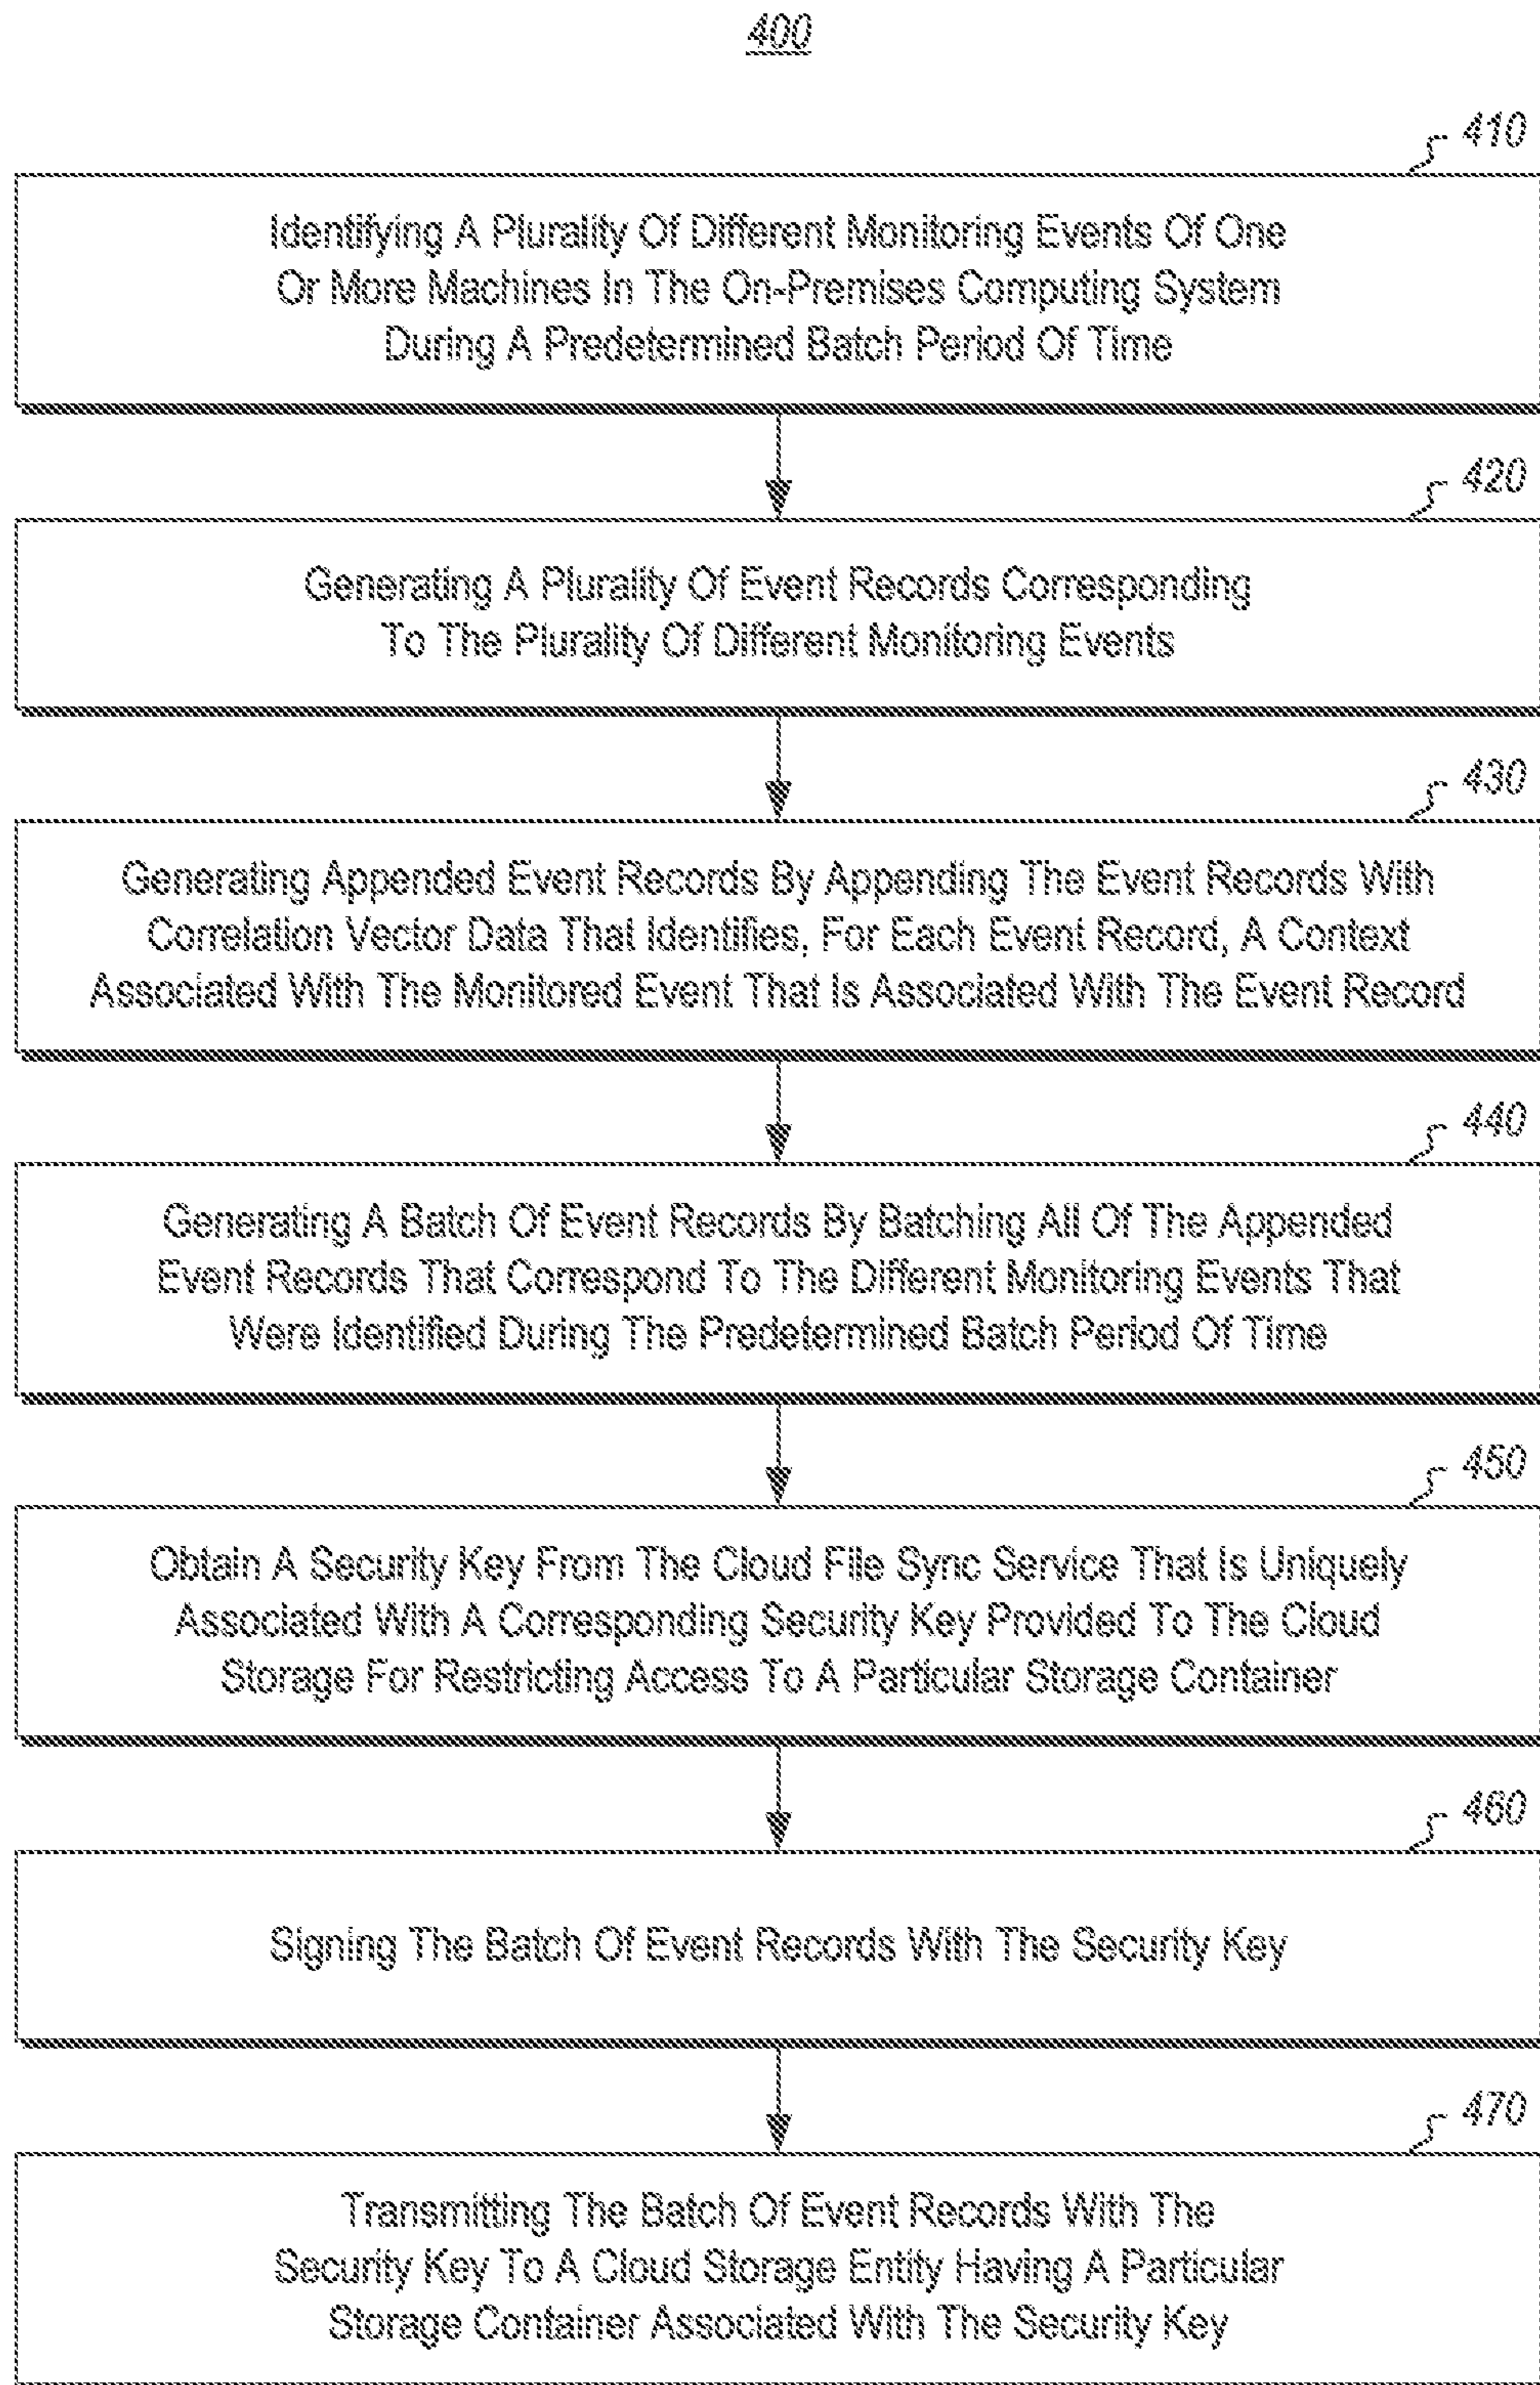 400
410
Identifying A Plurality Of Different Monitoring Events Of One
Or More Machines In The On-Premises Computing System
During A Predetermined Batch Period Of Time
420
Generating A Plurality Of Event Records Corresponding
To The Plurality Of Different Monitoring Events
430
Generating Appended Event Records By Appending The Event Records With
Correlation Vector Data That Identifies, For Each Event Record, A Context
Associated With The Monitored Event That Is Associated With The Event Record
440
Generating A Batch Of Event Records By Batching All Of The Appended
Event Records That Correspond To The Different Monitoring Events That
Were Identified During The Predetermined Batch Period Of Time
450
Obtain A Security Key From The Cloud File Sync Service That Is Uniquely
Associated With A Corresponding Security Key Provided To The Cloud
Storage For Restricting Access To A Particular Storage Container
460
Signing The Batch Of Event Records With The Security Key
470
Transmitting The Batch Of Event Records With The
Security Key To A Cloud Storage Entity Having A Particular
Storage Container Associated With The Security Key